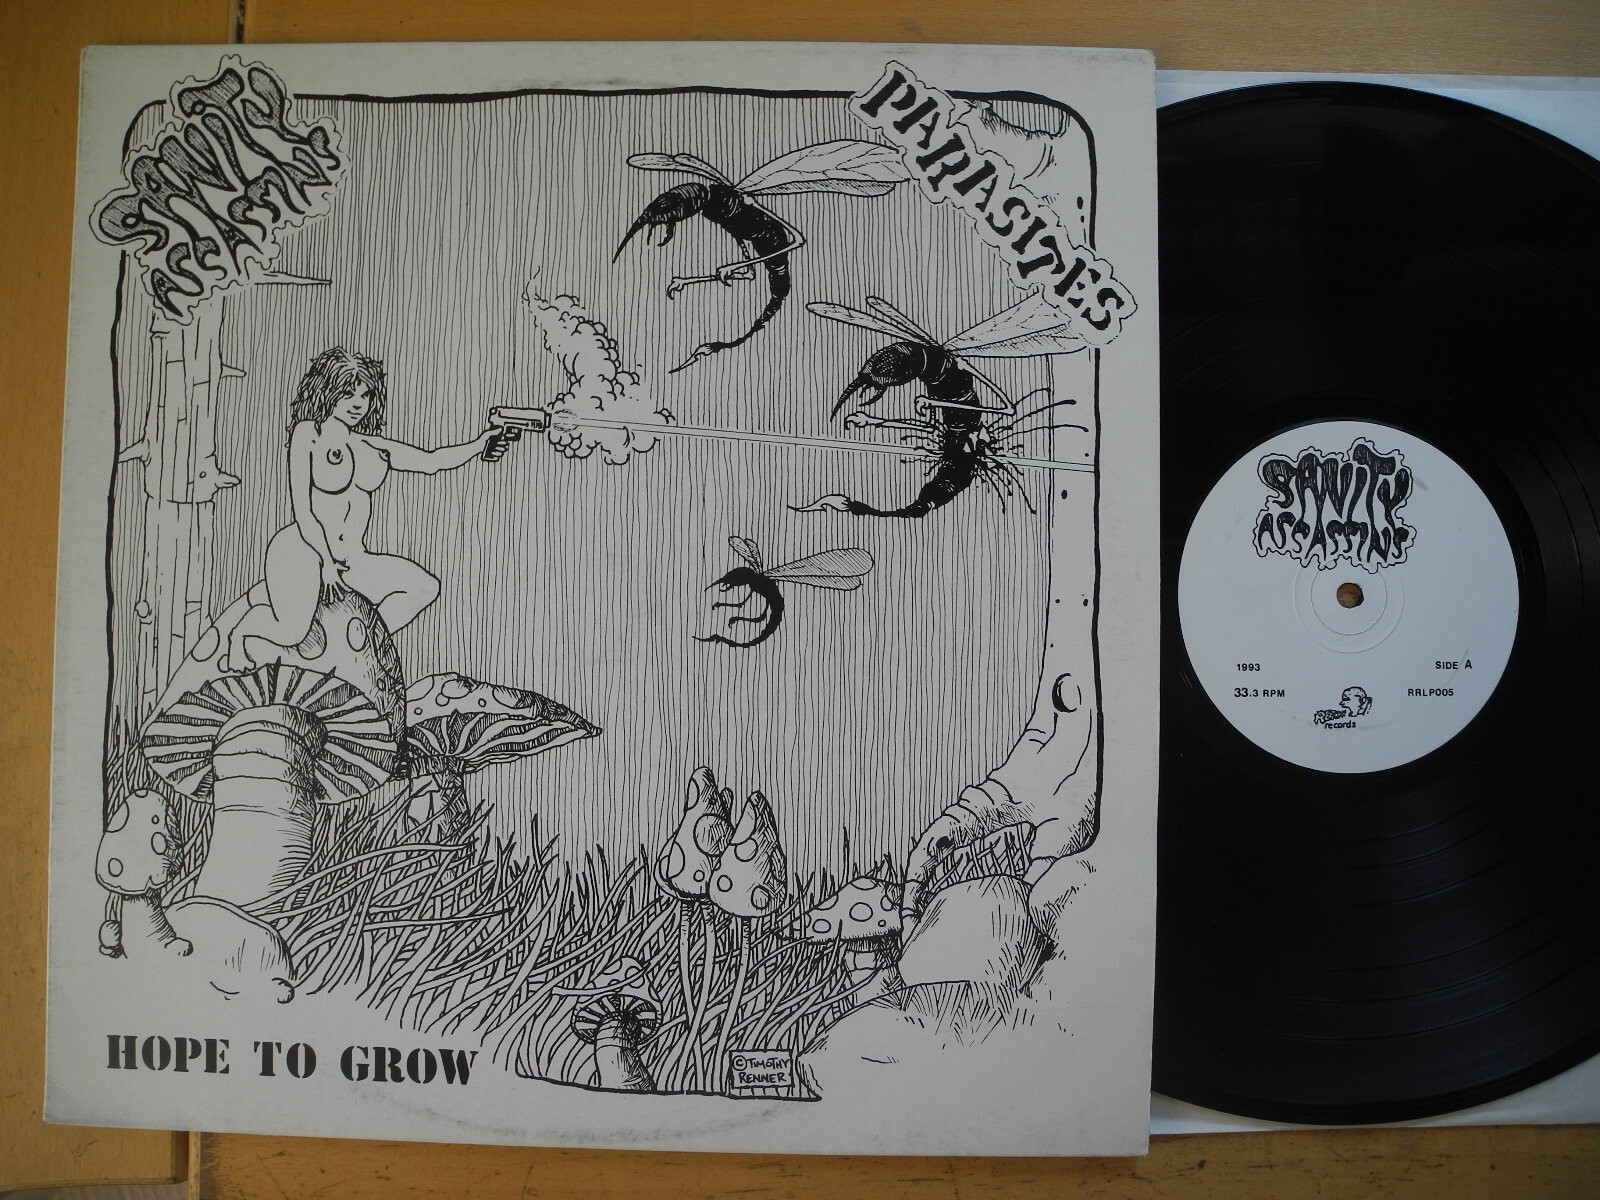 SANITY
ASSASSINS
PARASITES
HOPE TO GROW
© TIMOTHY
RENNER
SANITY
ASSASSINS
1993
SIDE A
33.3 RPM
RRLP005
records